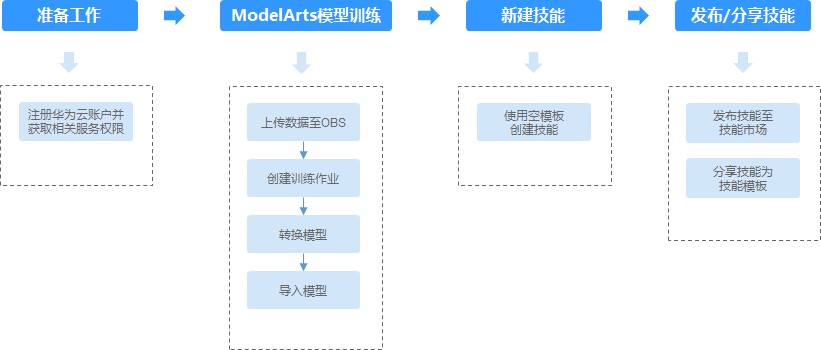 准备工作
ModelArts模型训练
新建技能
发布/分享技能
注册华为云账户并
获取相关服务权限
上传数据至OBS
创建训练作业
转换模型
导入模型
使用空模板
创建技能
发布技能至
技能市场
分享技能为
技能模板